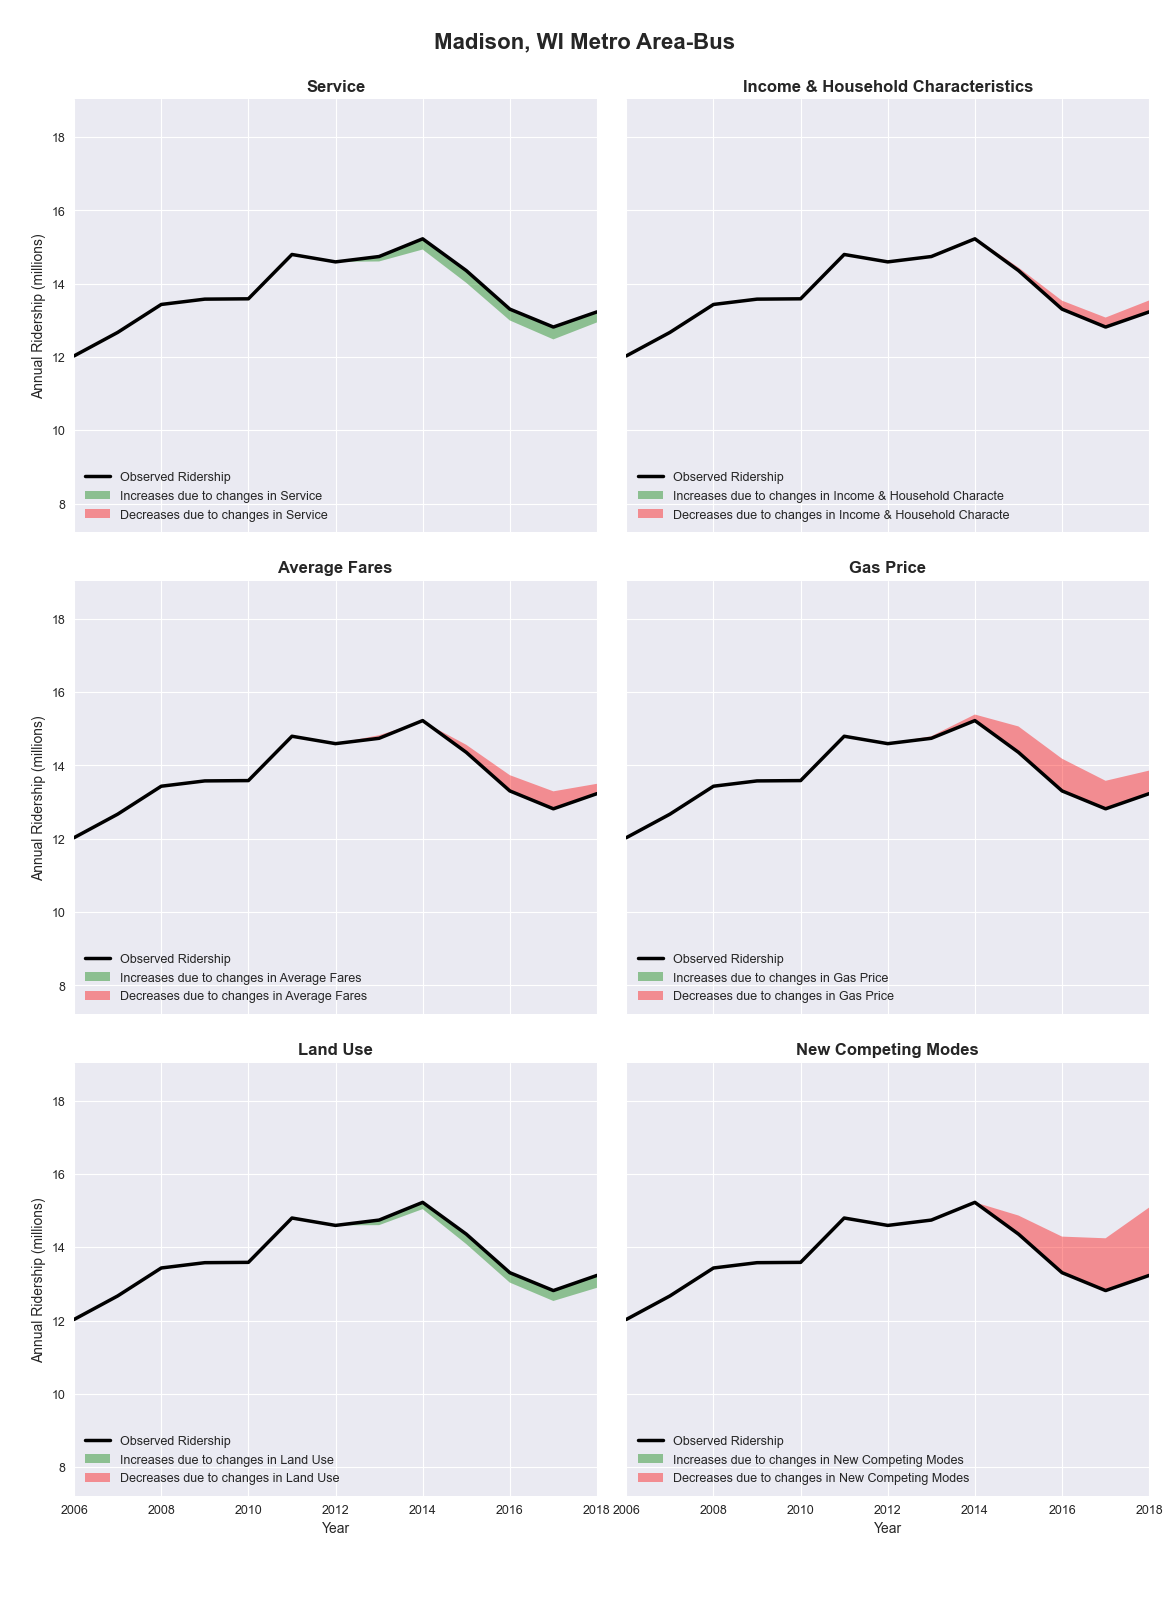 Madison, WI Metro Area-Bus
Service
Annual Ridership (millions)
18
16
14
12
10
8
Observed Ridership
Increases due to changes in Service
Decreases due to changes in Service
Income & Household Characteristics
Observed Ridership
Increases due to changes in Income & Household Characte
Decreases due to changes in Income & Household Characte
Average Fares
Annual Ridership (millions)
18
16
14
12
10
8
Observed Ridership
Increases due to changes in Average Fares
Decreases due to changes in Average Fares
Gas Price
Observed Ridership
Increases due to changes in Gas Price
Decreases due to changes in Gas Price
Land Use
Annual Ridership (millions)
18
16
14
12
10
8
Observed Ridership
Increases due to changes in Land Use
Decreases due to changes in Land Use
2006 2008 2010 2012 2014 2016 2018
Year
New Competing Modes
Observed Ridership
Increases due to changes in New Competing Modes
Decreases due to changes in New Competing Modes
2006 2008 2010 2012 2014 2016 2018
Year